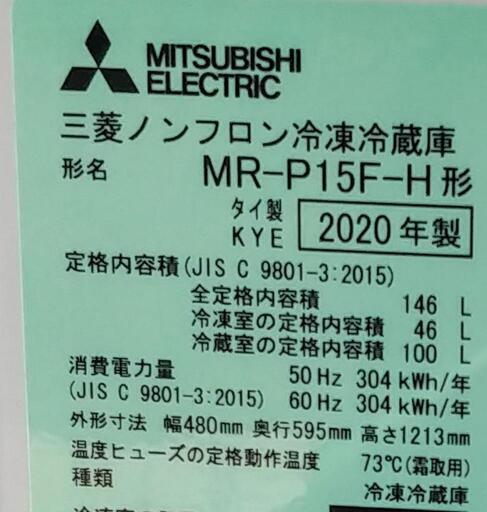 MITSUBISHI
ELECTRIC
三菱ノンフロン冷凍冷蔵庫
形名 MR-P15F-H形
タイ製
KYE 2020年製
定格内容積(JIS C 9801-3:2015)
全定格内容積 146 L
冷凍室の定格内容積 46 L
冷蔵室の定格内容積 100 L
消費電力量 50Hz 304kWh/年
(JIS C 9801-3:2015) 60Hz 304kWh/年
外形寸法 幅480mm 奥行595mm 高さ1213mm
温度ヒューズの定格動作温度 73℃(霜取用)
種類 冷凍冷蔵庫